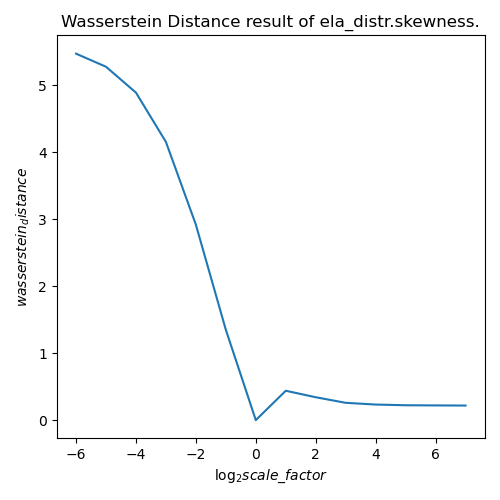 Wasserstein Distance result of ela_distr.skewness.
wasserstein_distance
5
4
3
2
1
0
−6 −4 −2 0 2 4 6
log₂scale_factor